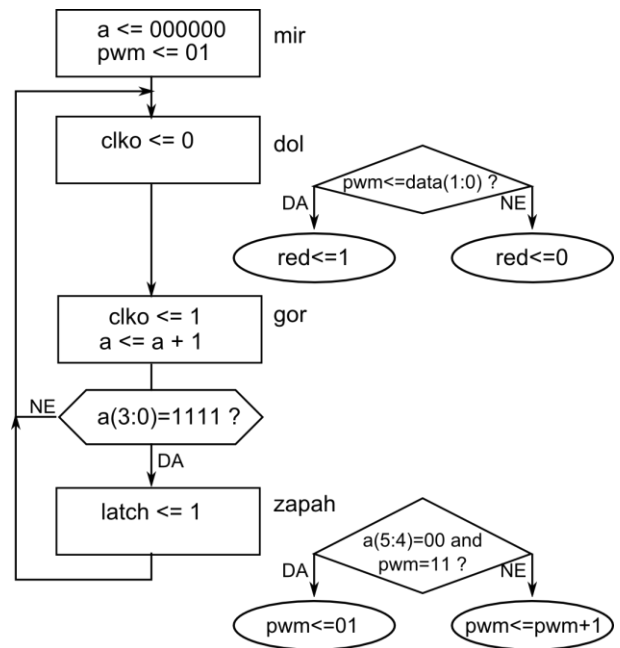 a <= 000000
pwm <= 01
mir
clko <= 0
dol
pwm<=data(1:0) ?
DA
NE
red<=1
red<=0
clko <= 1
a <= a + 1
gor
NE
a(3:0)=1111 ?
DA
latch <= 1
zapah
a(5:4)=00 and
pwm=11 ?
DA
NE
pwm<=01
pwm<=pwm+1